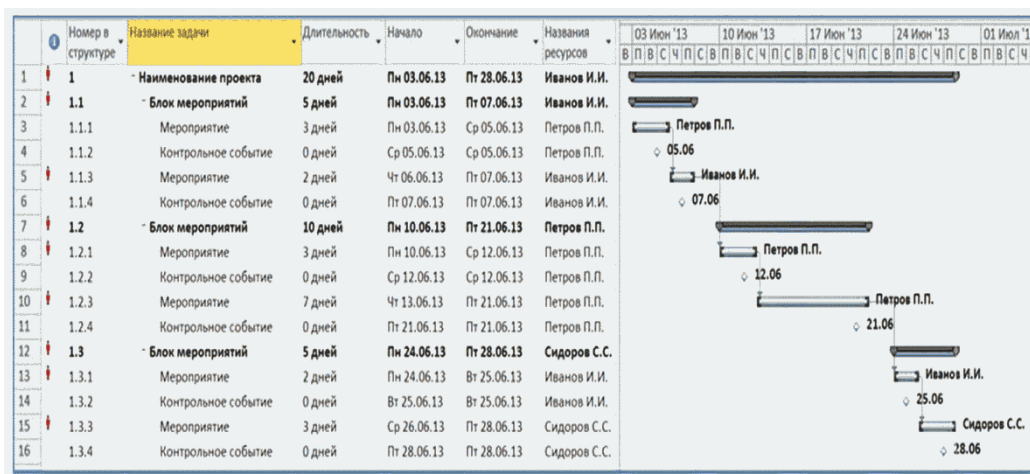 Номер в структуре Название задачи Длительность Начало Окончание Названия ресурсов 03 Июн '13 10 Июн '13 17 Июн '13 24 Июн '13 01 Июл '1
В П В С Ч П С В П В С Ч П С В П В С Ч П С В П В С Ч П С В П В С Ч
1 1 Наименование проекта 20 дней Пн 03.06.13 Пт 28.06.13 Иванов И.И.
2 1.1 Блок мероприятий 5 дней Пн 03.06.13 Пт 07.06.13 Иванов И.И.
3 1.1.1 Мероприятие 3 дней Пн 03.06.13 Ср 05.06.13 Петров П.П. Петров П.П.
4 1.1.2 Контрольное событие 0 дней Ср 05.06.13 Ср 05.06.13 Петров П.П. 05.06
5 1.1.3 Мероприятие 2 дней Чт 06.06.13 Пт 07.06.13 Иванов И.И. Иванов И.И.
6 1.1.4 Контрольное событие 0 дней Пт 07.06.13 Пт 07.06.13 Иванов И.И. 07.06
7 1.2 Блок мероприятий 10 дней Пн 10.06.13 Пт 21.06.13 Петров П.П.
8 1.2.1 Мероприятие 3 дней Пн 10.06.13 Ср 12.06.13 Петров П.П. Петров П.П.
9 1.2.2 Контрольное событие 0 дней Ср 12.06.13 Ср 12.06.13 Петров П.П. 12.06
10 1.2.3 Мероприятие 7 дней Чт 13.06.13 Пт 21.06.13 Петров П.П. Петров П.П.
11 1.2.4 Контрольное событие 0 дней Пт 21.06.13 Пт 21.06.13 Петров П.П. 21.06
12 1.3 Блок мероприятий 5 дней Пн 24.06.13 Пт 28.06.13 Сидоров С.С.
13 1.3.1 Мероприятие 2 дней Пн 24.06.13 Вт 25.06.13 Иванов И.И. Иванов И.И.
14 1.3.2 Контрольное событие 0 дней Вт 25.06.13 Вт 25.06.13 Иванов И.И. 25.06
15 1.3.3 Мероприятие 3 дней Ср 26.06.13 Пт 28.06.13 Сидоров С.С. Сидоров С.С.
16 1.3.4 Контрольное событие 0 дней Пт 28.06.13 Пт 28.06.13 Сидоров С.С. 28.06